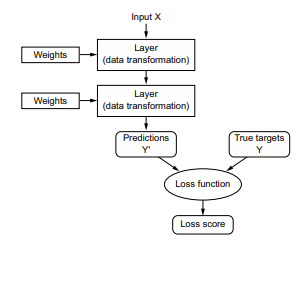 Input X
Weights
Layer
(data transformation)
Weights
Layer
(data transformation)
Predictions
Y'
True targets
Y
Loss function
Loss score